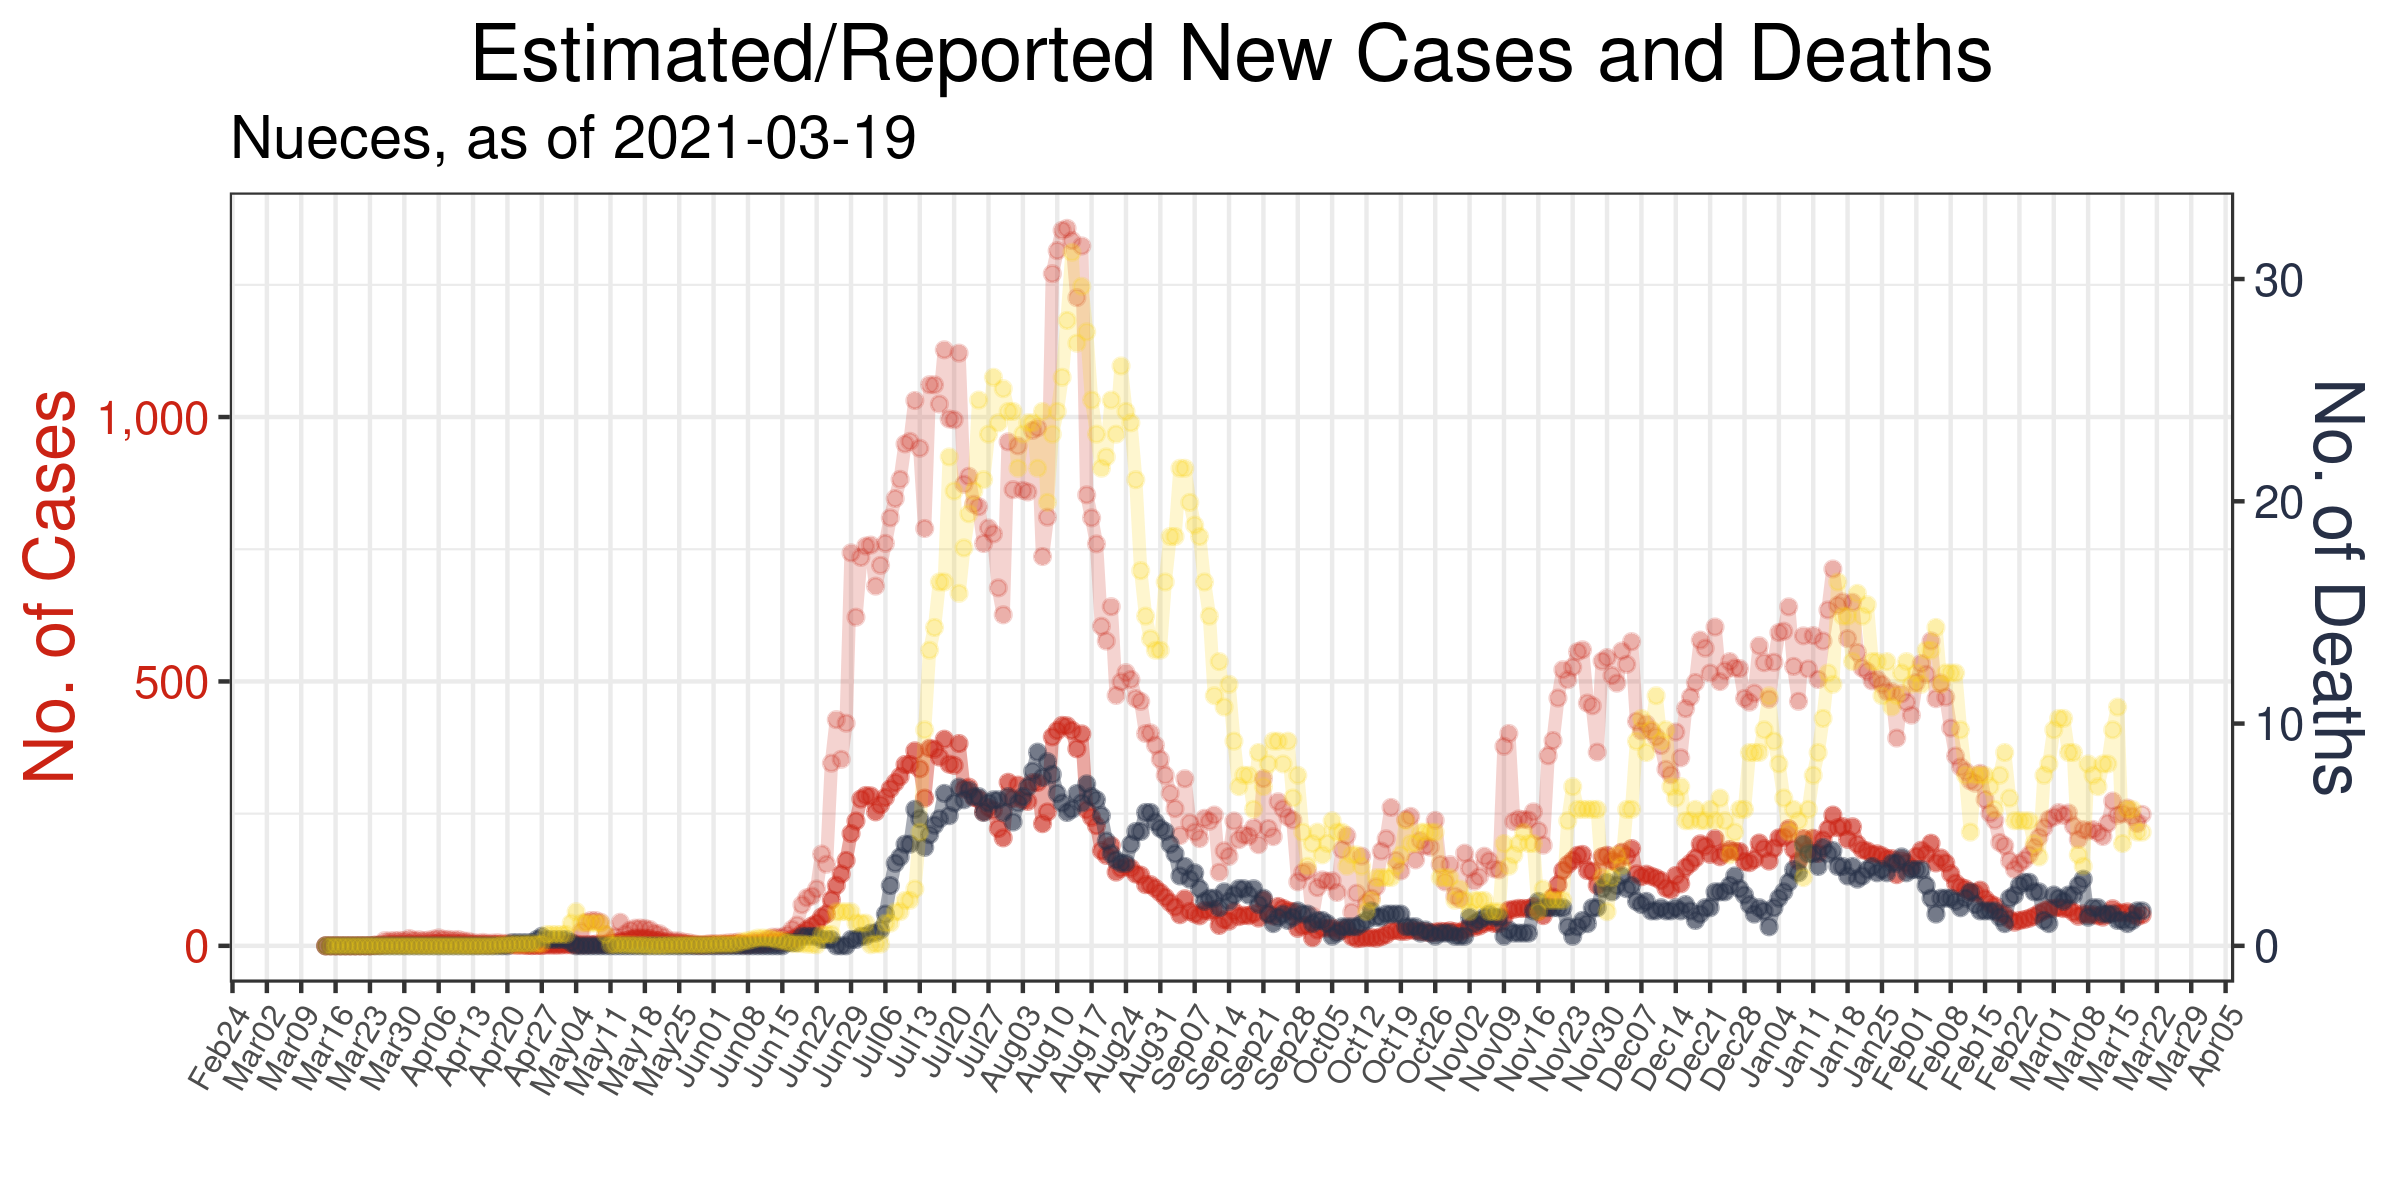 Estimated/Reported New Cases and Deaths
Nueces, as of 2021-03-19
No. of Cases
1,000
500
0
No. of Deaths
30
20
10
0
Feb24
Mar02
Mar09
Mar16
Mar23
Mar30
Apr06
Apr13
Apr20
Apr27
May04
May11
May18
May25
Jun01
Jun08
Jun15
Jun22
Jun29
Jul06
Jul13
Jul20
Jul27
Aug03
Aug10
Aug17
Aug24
Aug31
Sep07
Sep14
Sep21
Sep28
Oct05
Oct12
Oct19
Oct26
Nov02
Nov09
Nov16
Nov23
Nov30
Dec07
Dec14
Dec21
Dec28
Dec04
Jan11
Jan18
Jan25
Feb01
Feb08
Feb15
Feb22
Mar01
Mar08
Mar15
Mar22
Mar29
Apr05